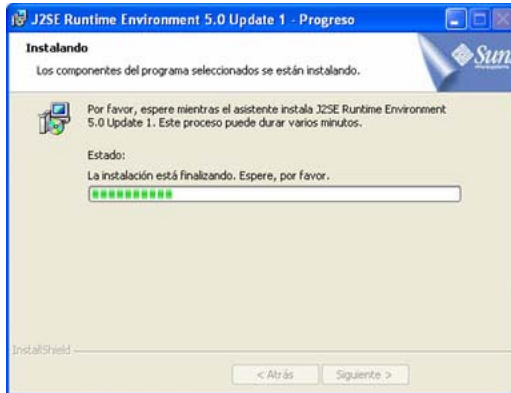 J2SE Runtime Environment 5.0 Update 1 - Progreso
Instalando
Los componentes del programa seleccionados se están instalando.
Sun
Por favor, espere mientras el asistente instala J2SE Runtime Environment
5.0 Update 1. Este proceso puede durar varios minutos.
Estado:
La instalación está finalizando. Espere, por favor.
InstallShield
< Atrás
Siguiente >